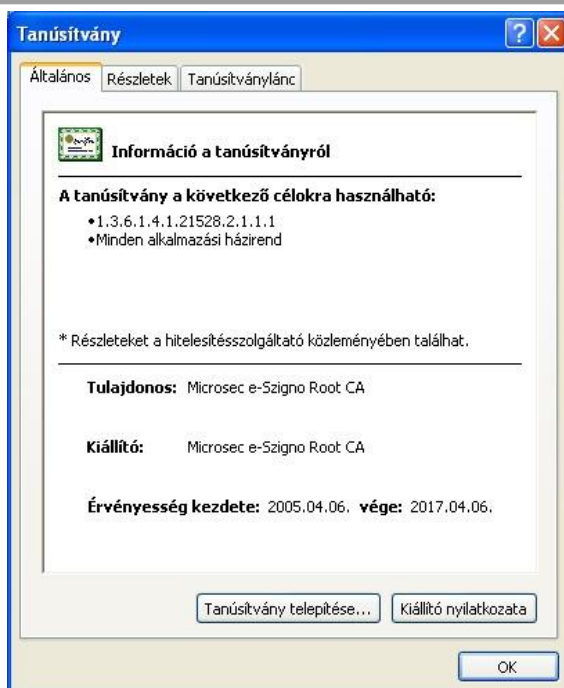 Tanúsítvány
Általános Részletek Tanúsítványlánc
Információ a tanúsítványról
A tanúsítvány a következő célokra használható:
•1.3.6.1.4.1.21528.2.1.1.1
•Minden alkalmazási házirend
* Részleteket a hitelesítésszolgáltató közleményében találhat.
Tulajdonos: Microsec e-Szigno Root CA
Kiállító: Microsec e-Szigno Root CA
Érvényesség kezdete: 2005.04.06. vége: 2017.04.06.
Tanúsítvány telepítése... Kiállító nyilatkozata
OK